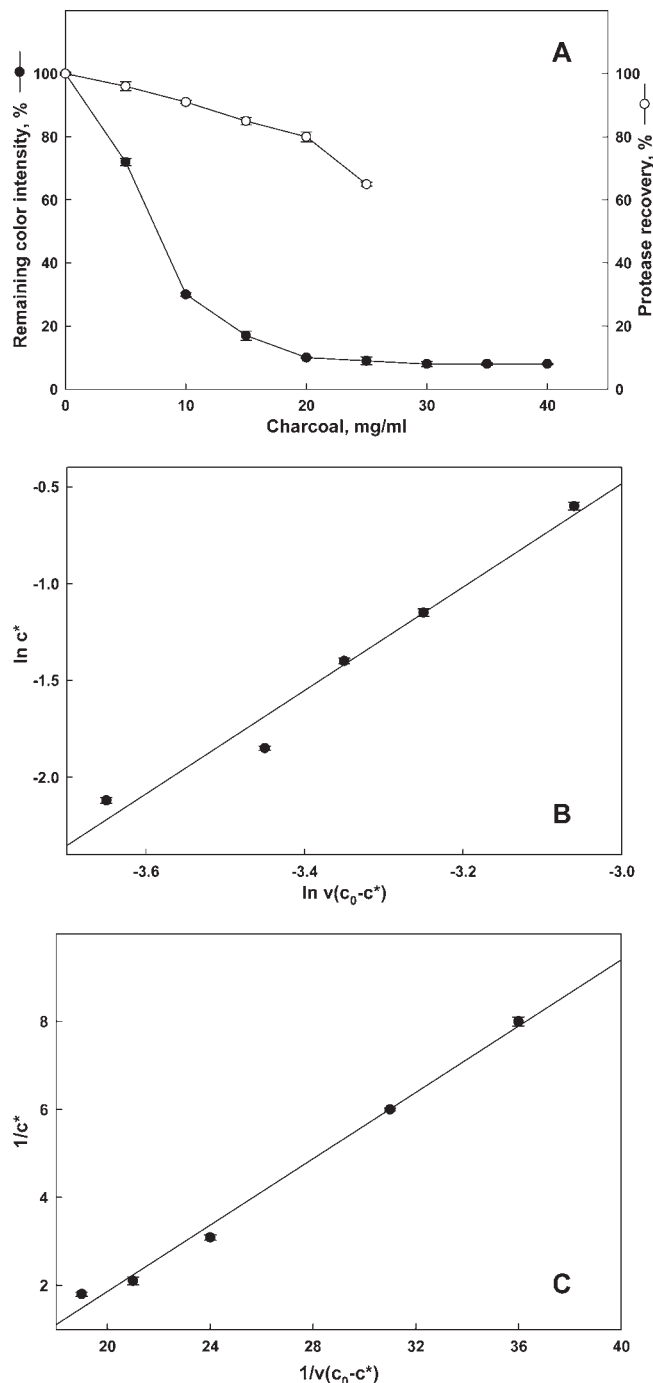 A
Remaining color intensity, %
100
80
60
40
20
0
Protease recovery, %
100
80
60
40
20
0
0 10 20 30 40
Charcoal, mg/ml
B
ln c*
-0.5
-1.0
-1.5
-2.0
-3.6 -3.4 -3.2 -3.0
ln v(c₀-c*)
C
1/c*
8
6
4
2
20 24 28 32 36 40
1/v(c₀-c*)